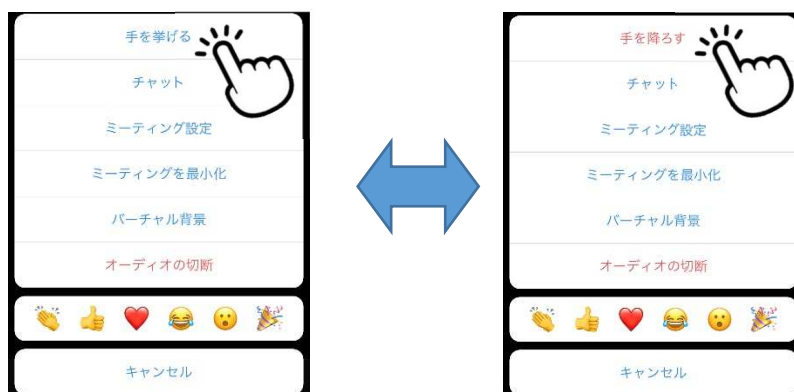 手を挙げる
チャット
ミーティング設定
ミーティングを最小化
バーチャル背景
オーディオの切断
キャンセル
手を降ろす
チャット
ミーティング設定
ミーティングを最小化
バーチャル背景
オーディオの切断
キャンセル